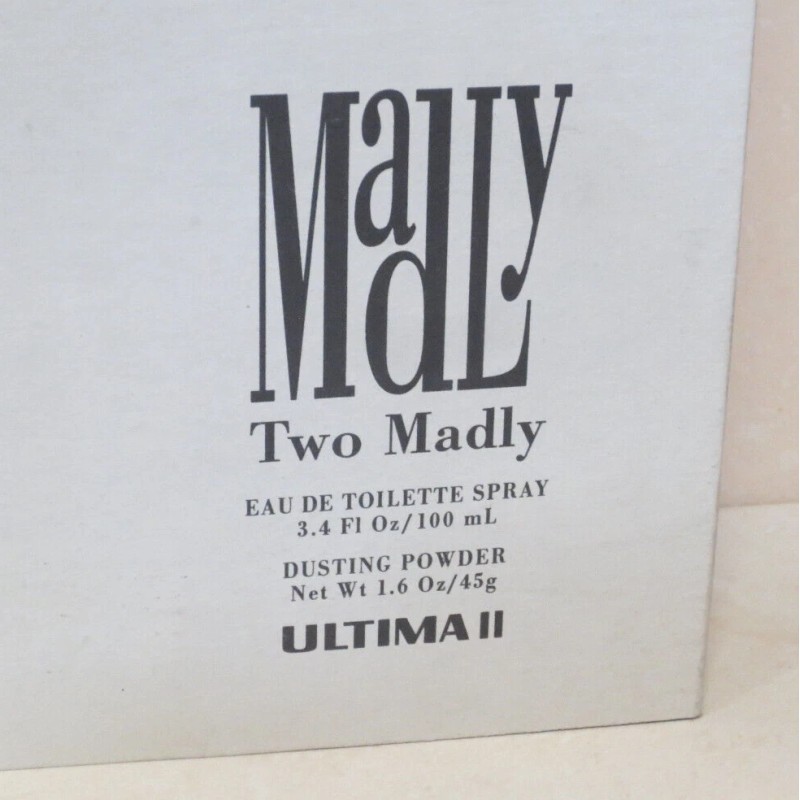 MadLy
Two Madly
EAU DE TOILETTE SPRAY
3.4 Fl Oz/100 mL
DUSTING POWDER
Net Wt 1.6 Oz/45g
ULTIMA II